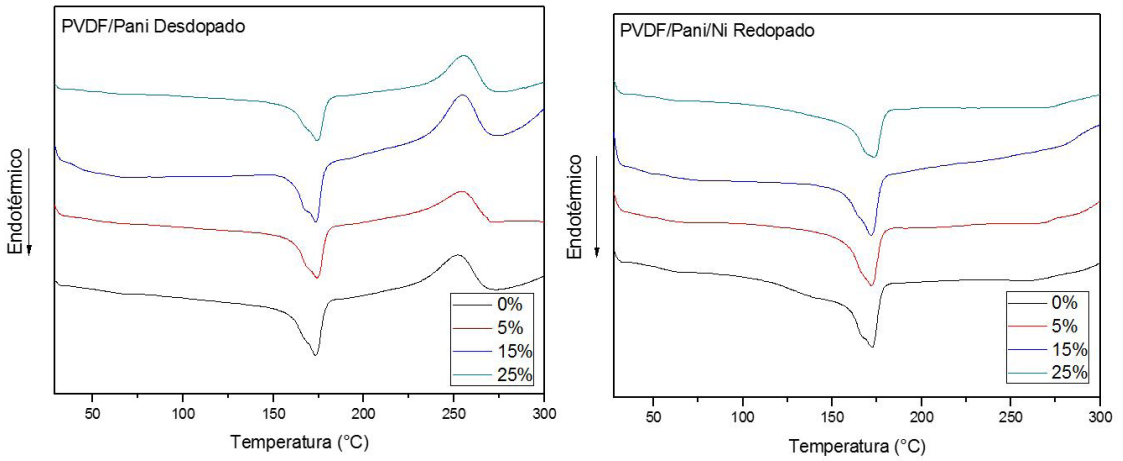 PVDF/Pani Desdopado
Endotérmico
0%
5%
15%
25%
50 100 150 200 250 300
Temperatura (°C)
PVDF/Pani/Ni Redopado
Endotérmico
0%
5%
15%
25%
50 100 150 200 250 300
Temperatura (°C)